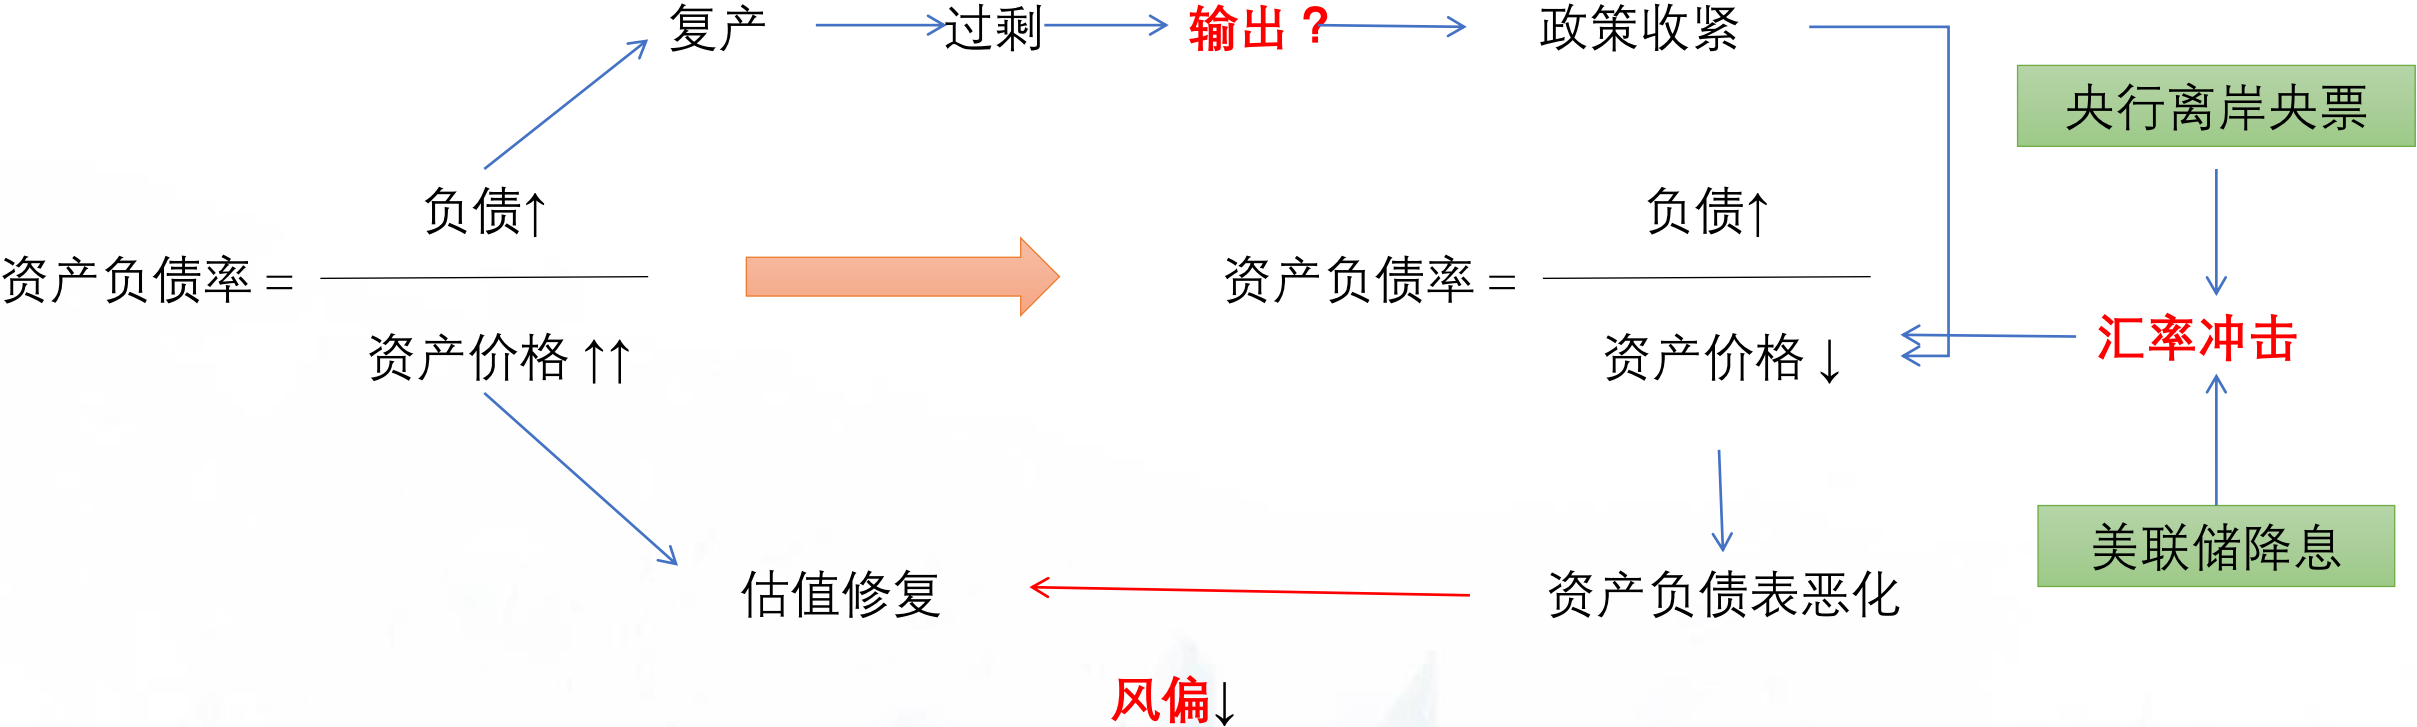 复产 过剩 输出？ 政策收紧
央行离岸央票
负债↑ 负债↑
资产负债率 = 资产负债率 =
汇率冲击
资产价格 ↑↑ 资产价格 ↓
美联储降息
估值修复 资产负债表恶化
风偏↓